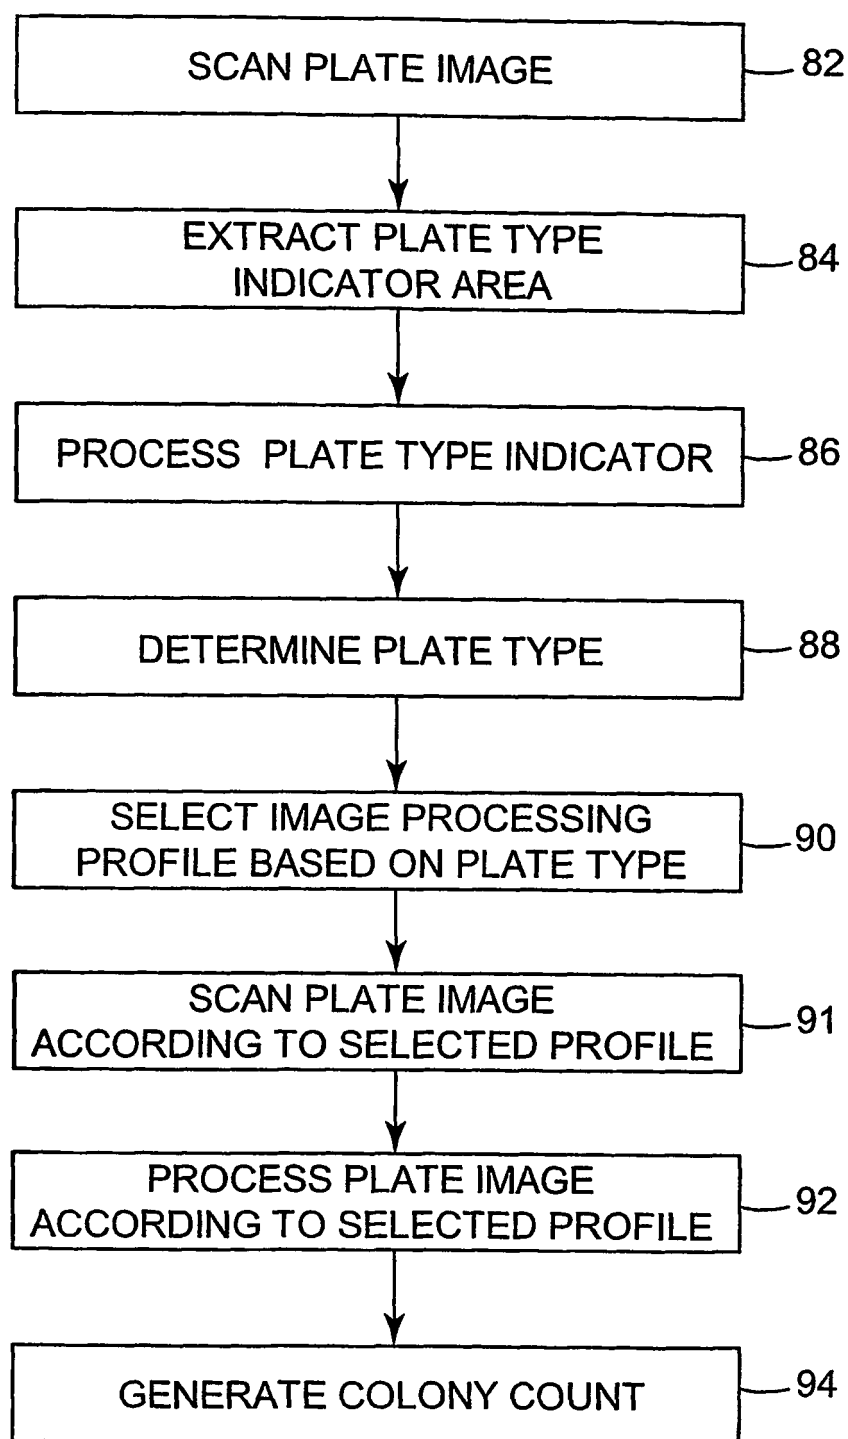 SCAN PLATE IMAGE
82
EXTRACT PLATE TYPE
INDICATOR AREA
84
PROCESS PLATE TYPE INDICATOR
86
DETERMINE PLATE TYPE
88
SELECT IMAGE PROCESSING
PROFILE BASED ON PLATE TYPE
90
SCAN PLATE IMAGE
ACCORDING TO SELECTED PROFILE
91
PROCESS PLATE IMAGE
ACCORDING TO SELECTED PROFILE
92
GENERATE COLONY COUNT
94